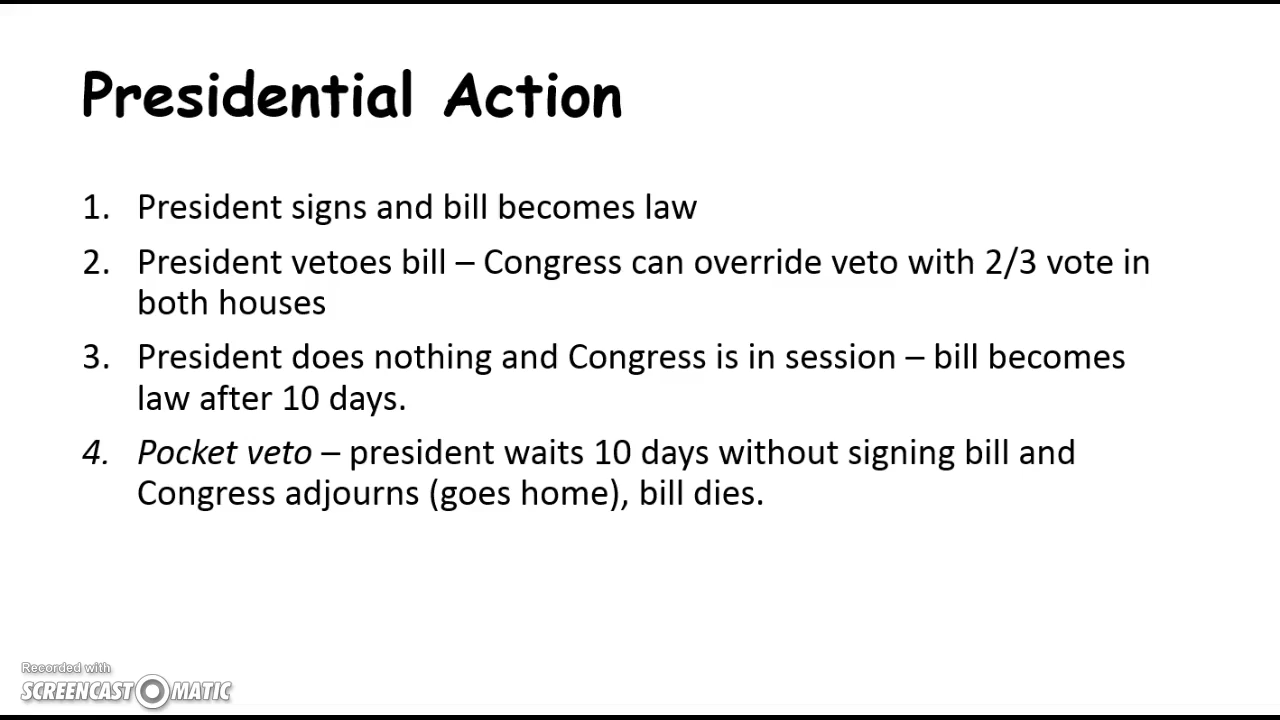 Presidential Action
1. President signs and bill becomes law
2. President vetoes bill – Congress can override veto with 2/3 vote in
both houses
3. President does nothing and Congress is in session – bill becomes
law after 10 days.
4. Pocket veto – president waits 10 days without signing bill and
Congress adjourns (goes home), bill dies.
Recorded with
SCREENCAST MATIC